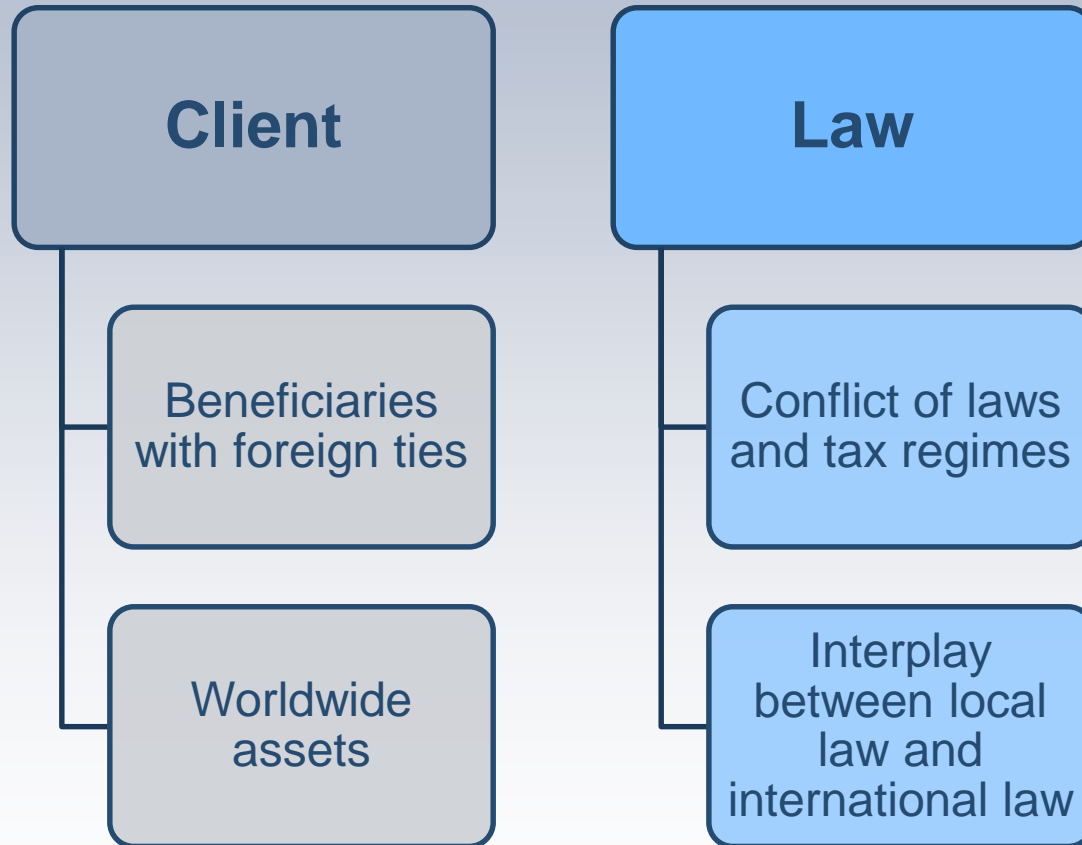 Client
Beneficiaries
with foreign ties
Worldwide
assets
Law
Conflict of laws
and tax regimes
Interplay
between local
law and
international law